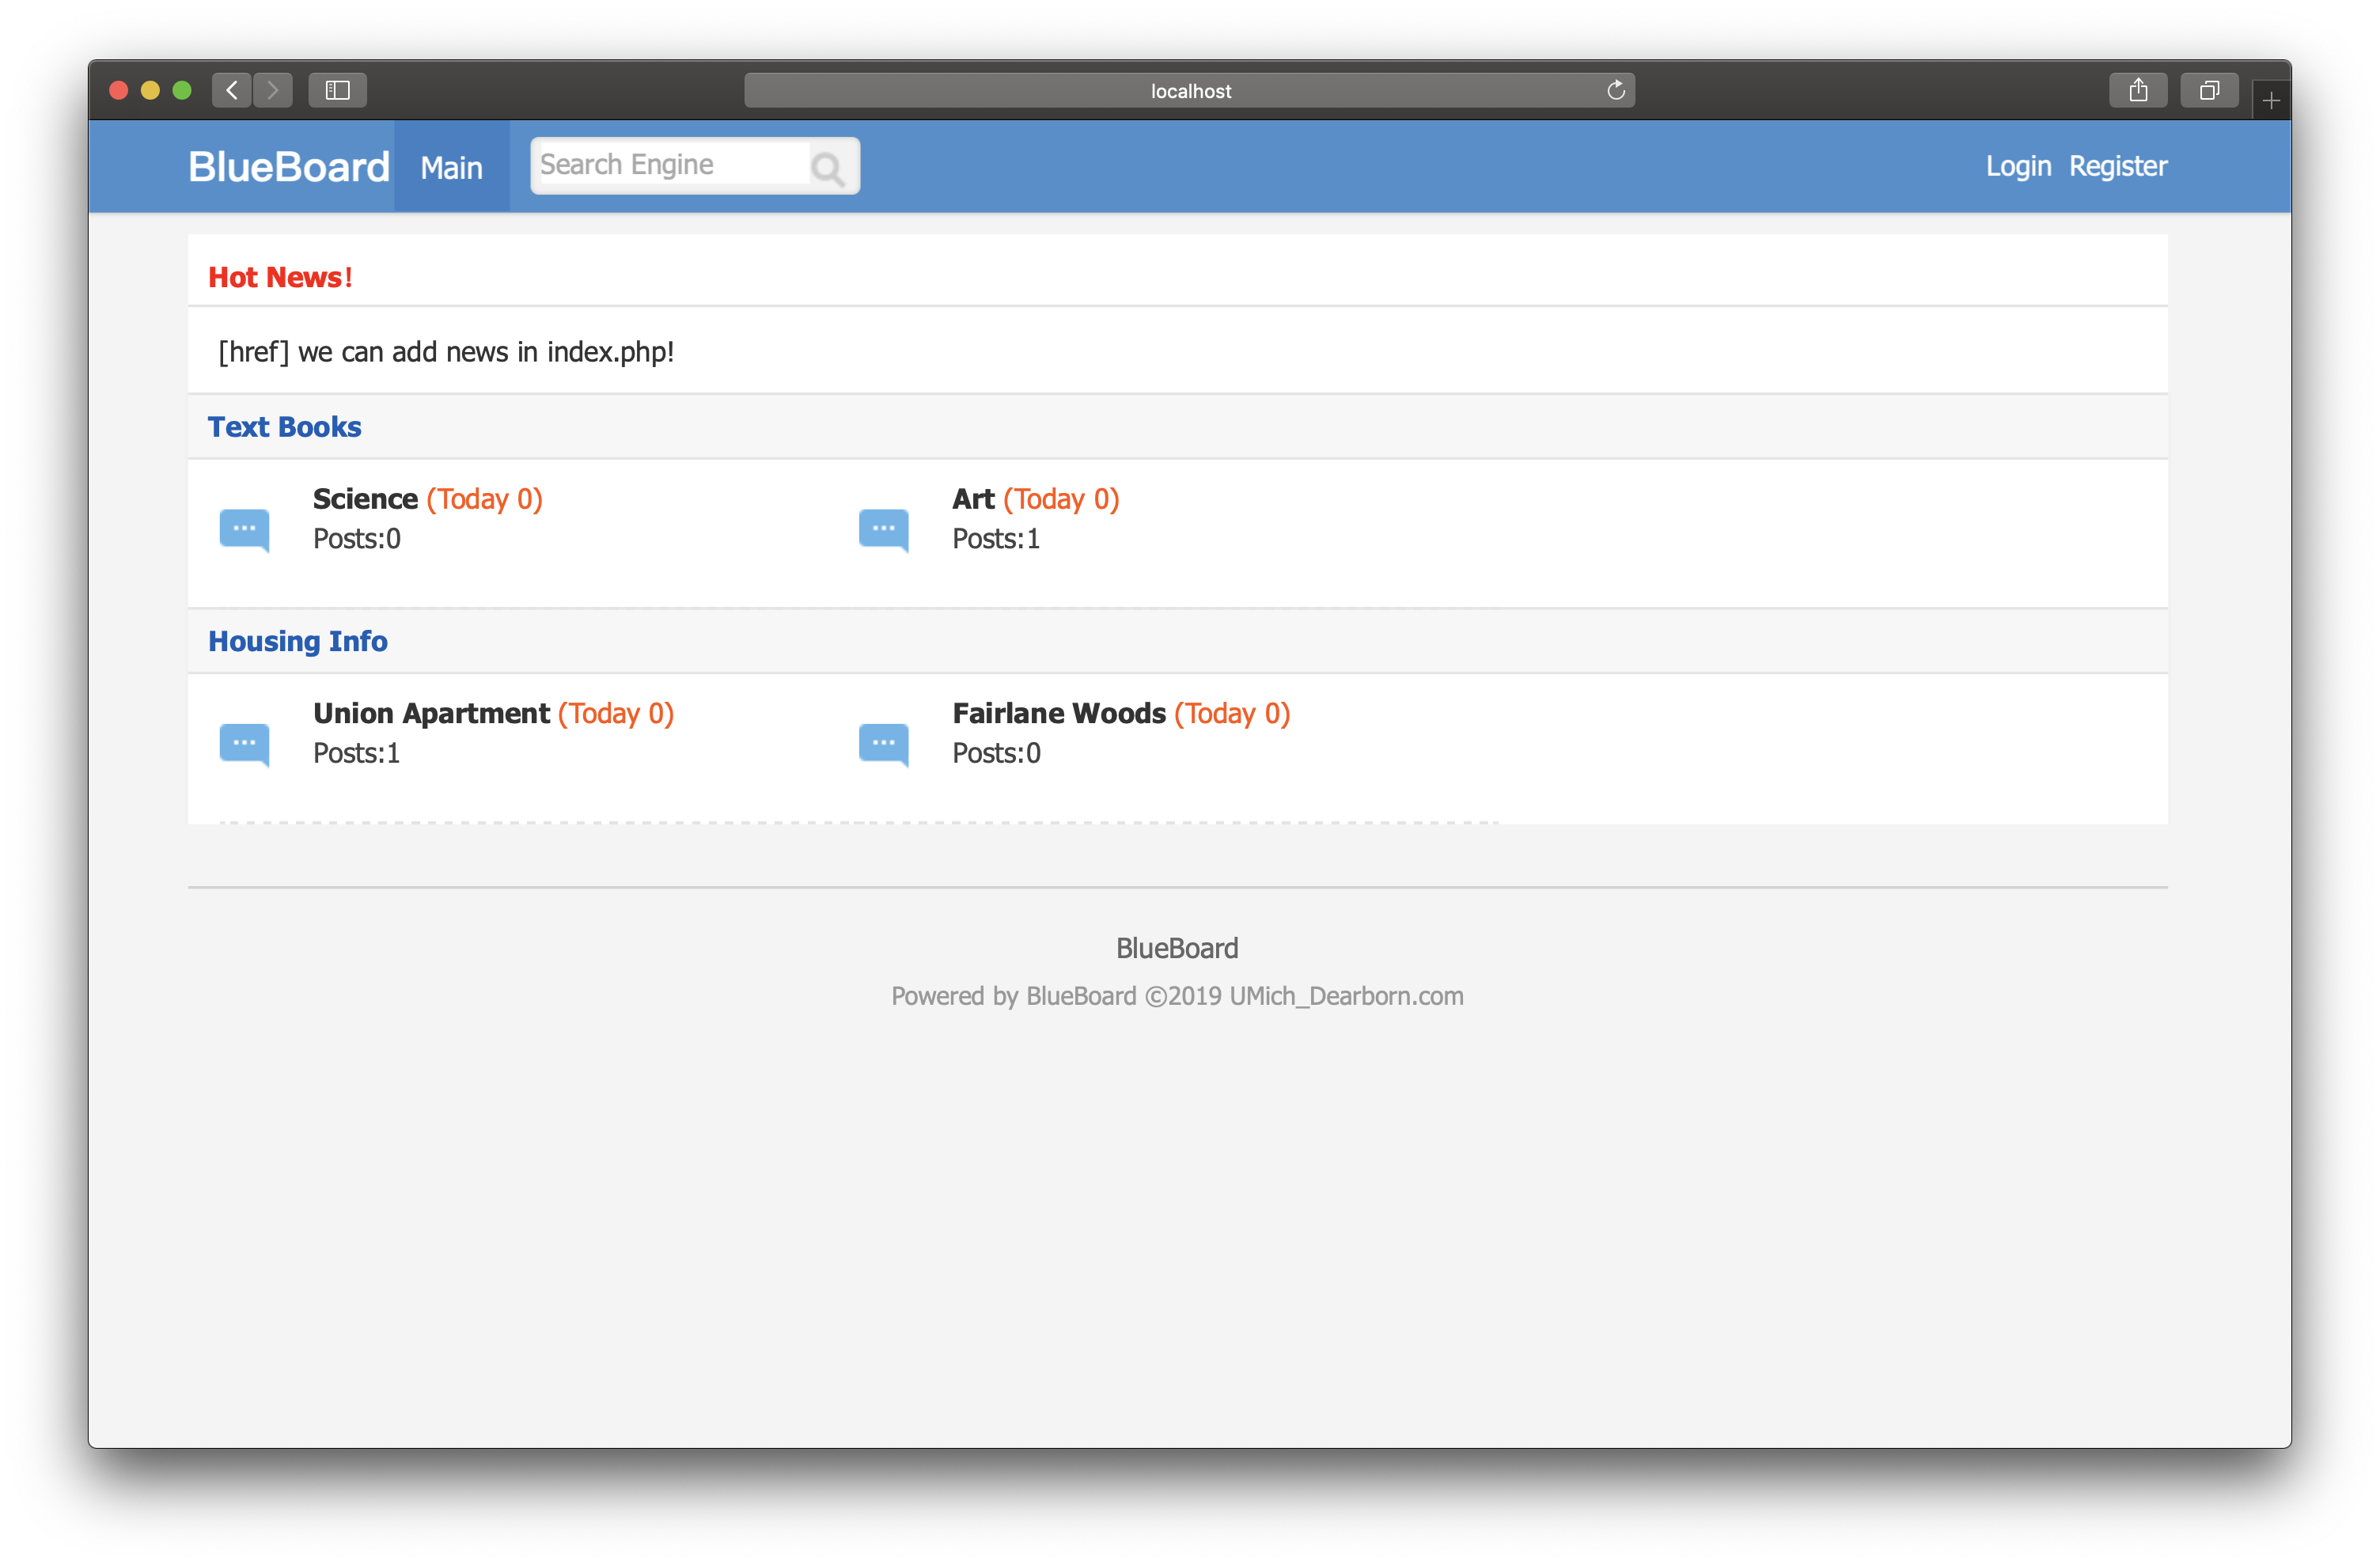 localhost
BlueBoard Main Search Engine Login Register
Hot News!
[href] we can add news in index.php!
Text Books
Science (Today 0) Art (Today 0)
Posts:0 Posts:1
Housing Info
Union Apartment (Today 0) Fairlane Woods (Today 0)
Posts:1 Posts:0
BlueBoard
Powered by BlueBoard ©2019 UMich_Dearborn.com